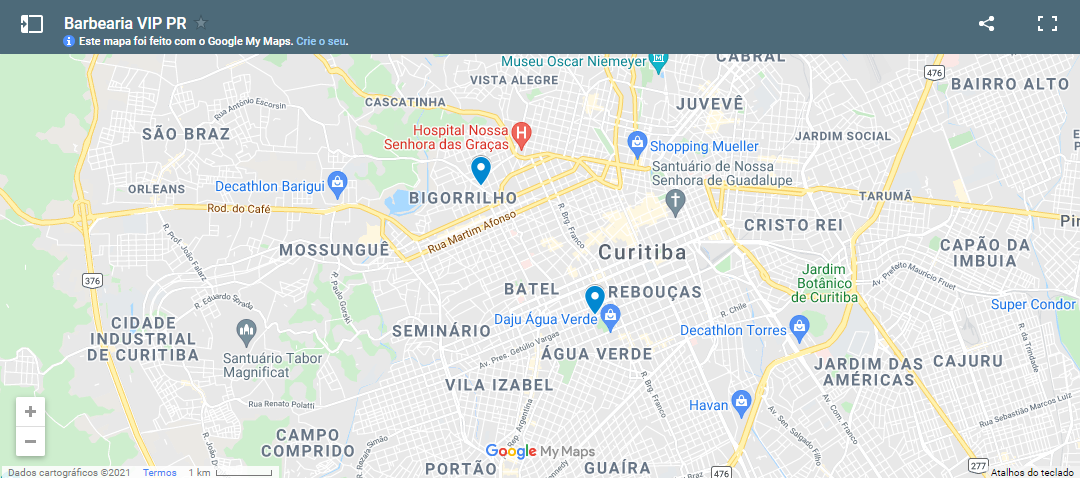 Barbearia VIP PR
Este mapa foi feito com o Google My Maps. Crie o seu.
Museu Oscar Niemeyer
CABRAL
476
VISTA ALEGRE
BAIRRO ALTO
CASCATINHA
JUVEVÊ
Rua Antônio Escorsin
SÃO BRAZ
Hospital Nossa
Senhora das Graças
JARDIM SOCIAL
Shopping Mueller
Santuário de Nossa
Senhora de Guadalupe
ORLEANS
Decathlon Barigui
BIGORRILHO
TARUMÃ
Rod. do Café
Rua Martim Afonso
R. Brg. Franco
CRISTO REI
Pin
R. Prof. João Falarz
MOSSUNGUÊ
Curitiba
CAPÃO DA
IMBUIA
376
R. Paulo Gorski
Jardim
Botânico
de Curitiba
Av. Prefeito Maurício Fruet
BATEL
REBOUÇAS
R. Eduardo Sprada
R. Chile
Super Condor
CIDADE
INDUSTRIAL
DE CURITIBA
Daju Água Verde
SEMINÁRIO
Decathlon Torres
R. da Trindade
Santuário Tabor
Magnificat
Av. Pres. Getúlio Vargas
ÁGUA VERDE
JARDIM DAS
AMÉRICAS
CAJURU
VILA IZABEL
R. Brg. Franco
Rua Renato Polatti
Havan
Rep. Argentina
Av. Sen. Salgado Filho
Av. Com. Franco
Rua Sebastião Marcos Luiz
R. João D
CAMPO
COMPRIDO
Simão
Google My Maps
Kennedy
PORTÃO
GUAÍRA
476
277
Dados cartográficos ©2021 Termos 1 km
Atalhos do teclado